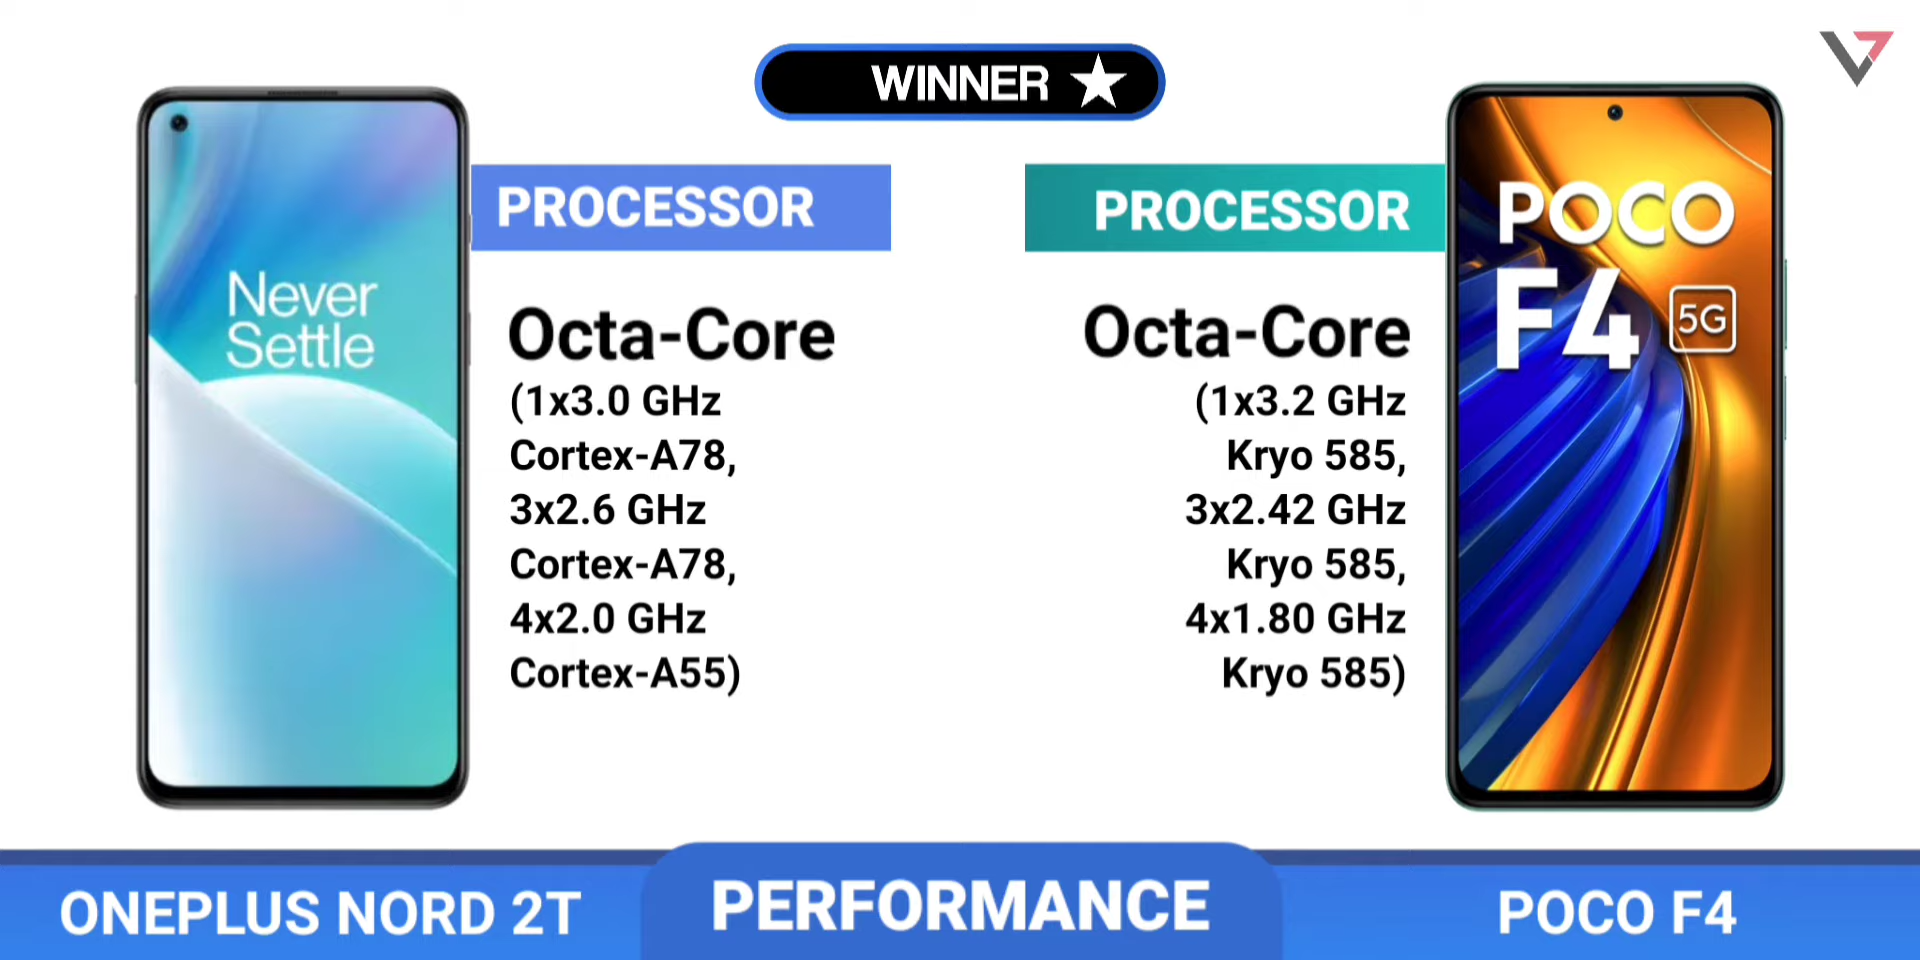 WINNER
PROCESSOR
Octa-Core
(1x3.0 GHz
Cortex-A78,
3x2.6 GHz
Cortex-A78,
4x2.0 GHz
Cortex-A55)
PROCESSOR
Octa-Core
(1x3.2 GHz
Kryo 585,
3x2.42 GHz
Kryo 585,
4x1.80 GHz
Kryo 585)
Never
Settle
POCO
F4 5G
V7
ONEPLUS NORD 2T
PERFORMANCE
POCO F4